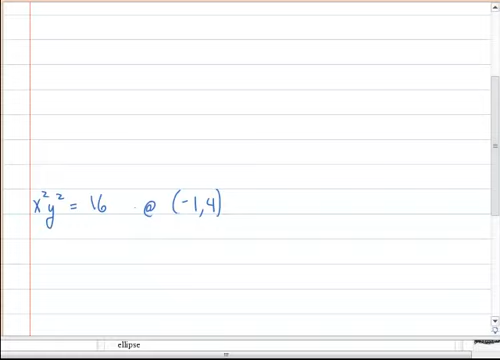 x²y² = 16 @ (-1,4)
ellipse